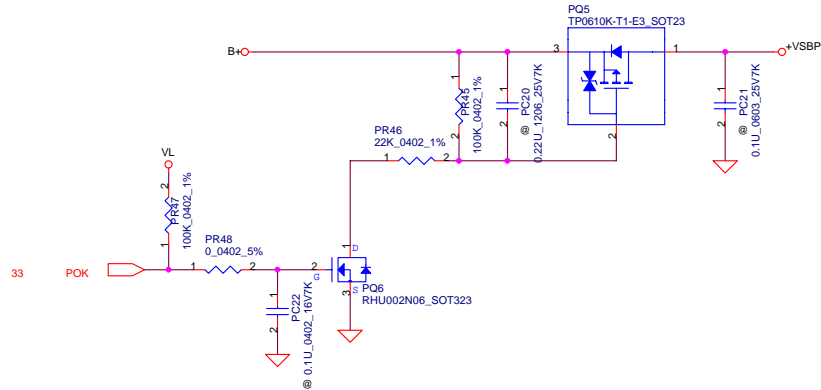 PQ5
TP0610K-T1-E3_SOT23
B+
3
1
+VSBP
2
1
PR45
2
100K_0402_1%
1
PC20
2
@ 0.22U_1206_25V7K
1
PC21
2
@ 0.1U_0603_25V7K
PR46
22K_0402_1%
1
2
VL
2
PR47
1
100K_0402_1%
PR48
0_0402_5%
33
POK
1
2
2
G
1
D
S
3
PQ6
RHU002N06_SOT323
1
PC22
2
@ 0.1U_0402_16V7K